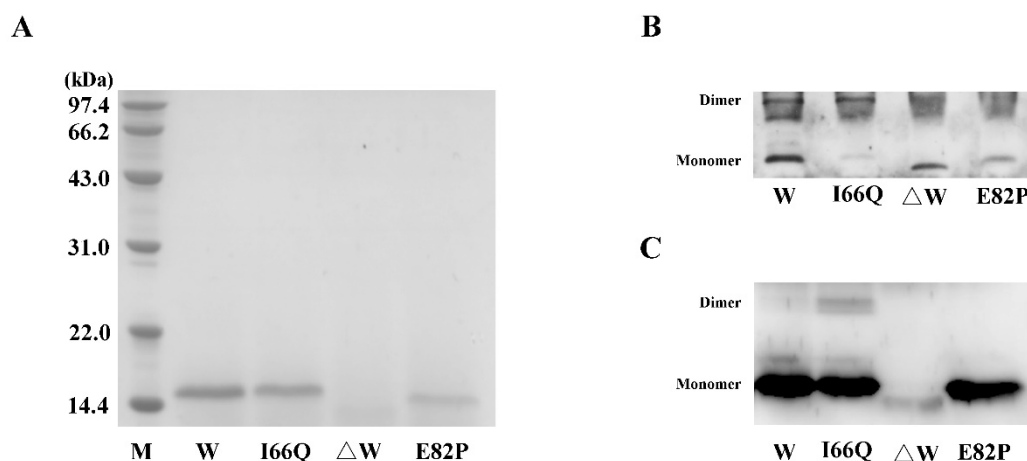 A
(kDa)
97.4
66.2
43.0
31.0
22.0
14.4
M W I66Q △W E82P
B
Dimer
Monomer
W I66Q △W E82P
C
Dimer
Monomer
W I66Q △W E82P